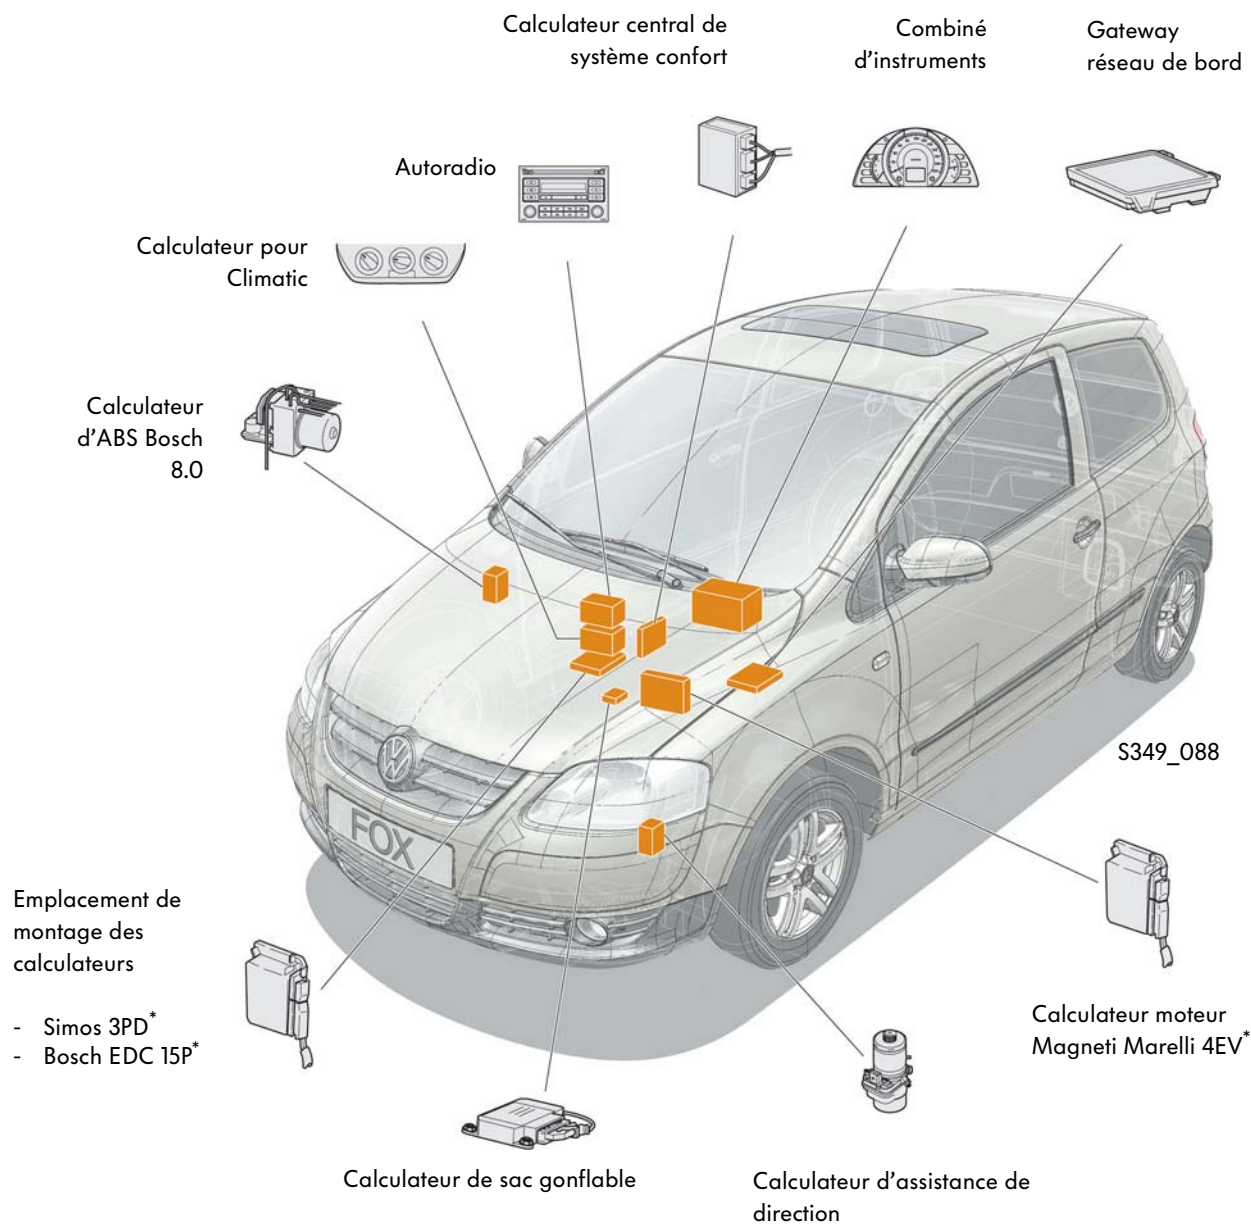 Calculateur central de
système confort
Combiné
d'instruments
Gateway
réseau de bord
Autoradio
Calculateur pour
Climatic
Calculateur
d'ABS Bosch
8.0
S349_088
FOX
Emplacement de
montage des
calculateurs
- Simos 3PD*
- Bosch EDC 15P*
Calculateur moteur
Magneti Marelli 4EV*
Calculateur de sac gonflable
Calculateur d'assistance de
direction